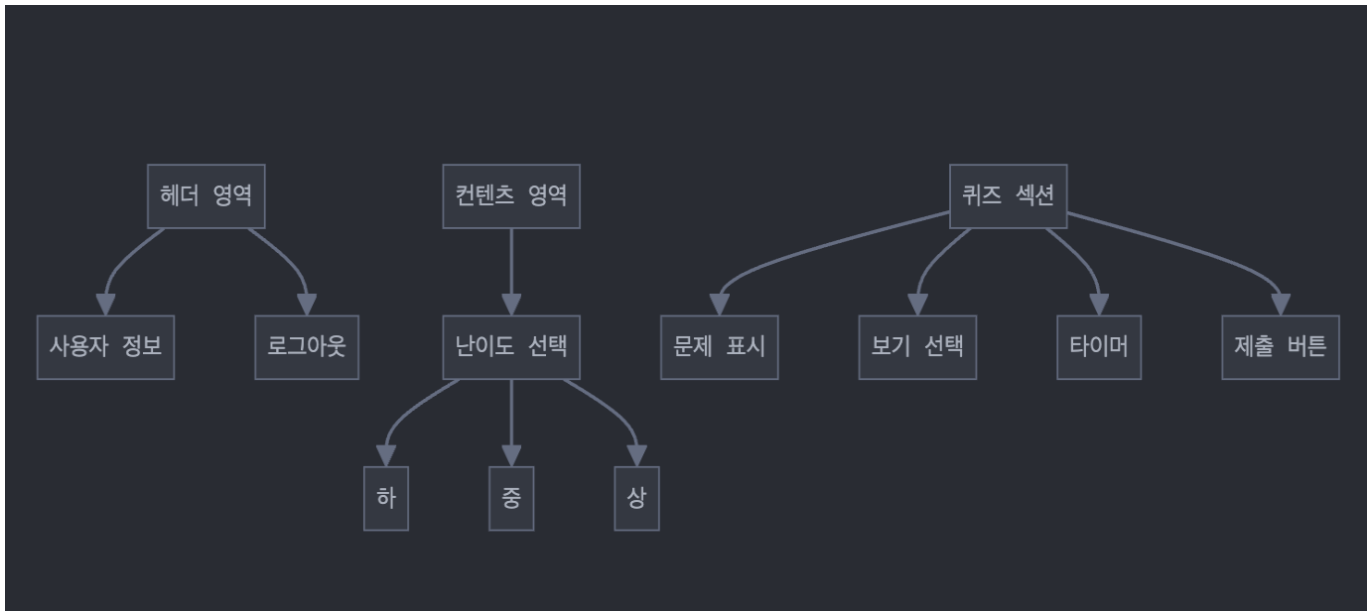 헤더 영역
컨텐츠 영역
퀴즈 섹션
사용자 정보
로그아웃
난이도 선택
문제 표시
보기 선택
타이머
제출 버튼
하
중
상